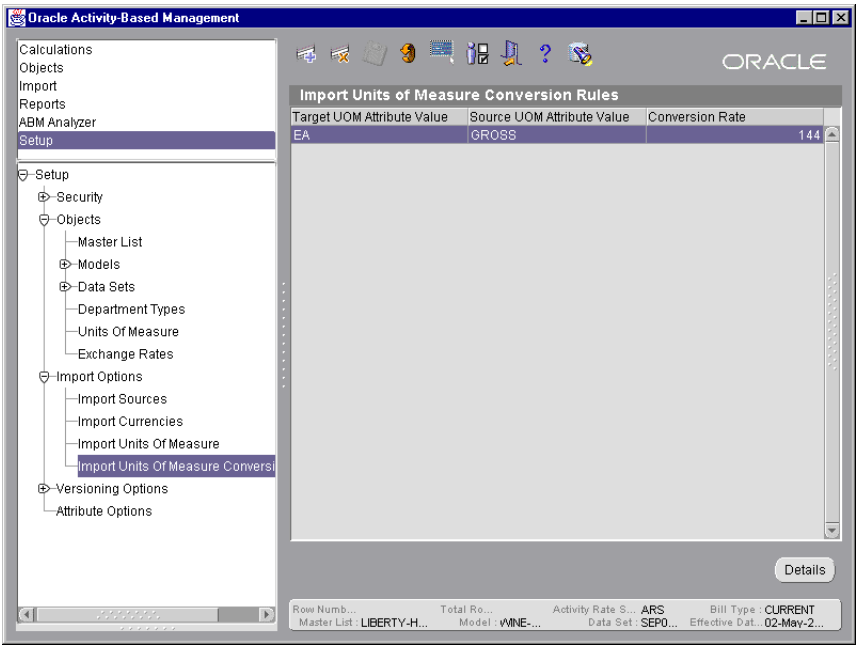 Oracle Activity-Based Management
Calculations
Objects
Import
Reports
ABM Analyzer
Setup
Setup
Security
Objects
Master List
Models
Data Sets
Department Types
Units Of Measure
Exchange Rates
Import Options
Import Sources
Import Currencies
Import Units Of Measure
Import Units Of Measure Conversi
Versioning Options
Attribute Options
?
ORACLE
Import Units of Measure Conversion Rules
Target UOM Attribute Value Source UOM Attribute Value Conversion Rate
EA GROSS 144
Details
Row Numb... Total Ro... Activity Rate S... ARS Bill Type : CURRENT
Master List : LIBERTY-H... Model : WINE-... Data Set : SEP0... Effective Dat... 02-May-2...